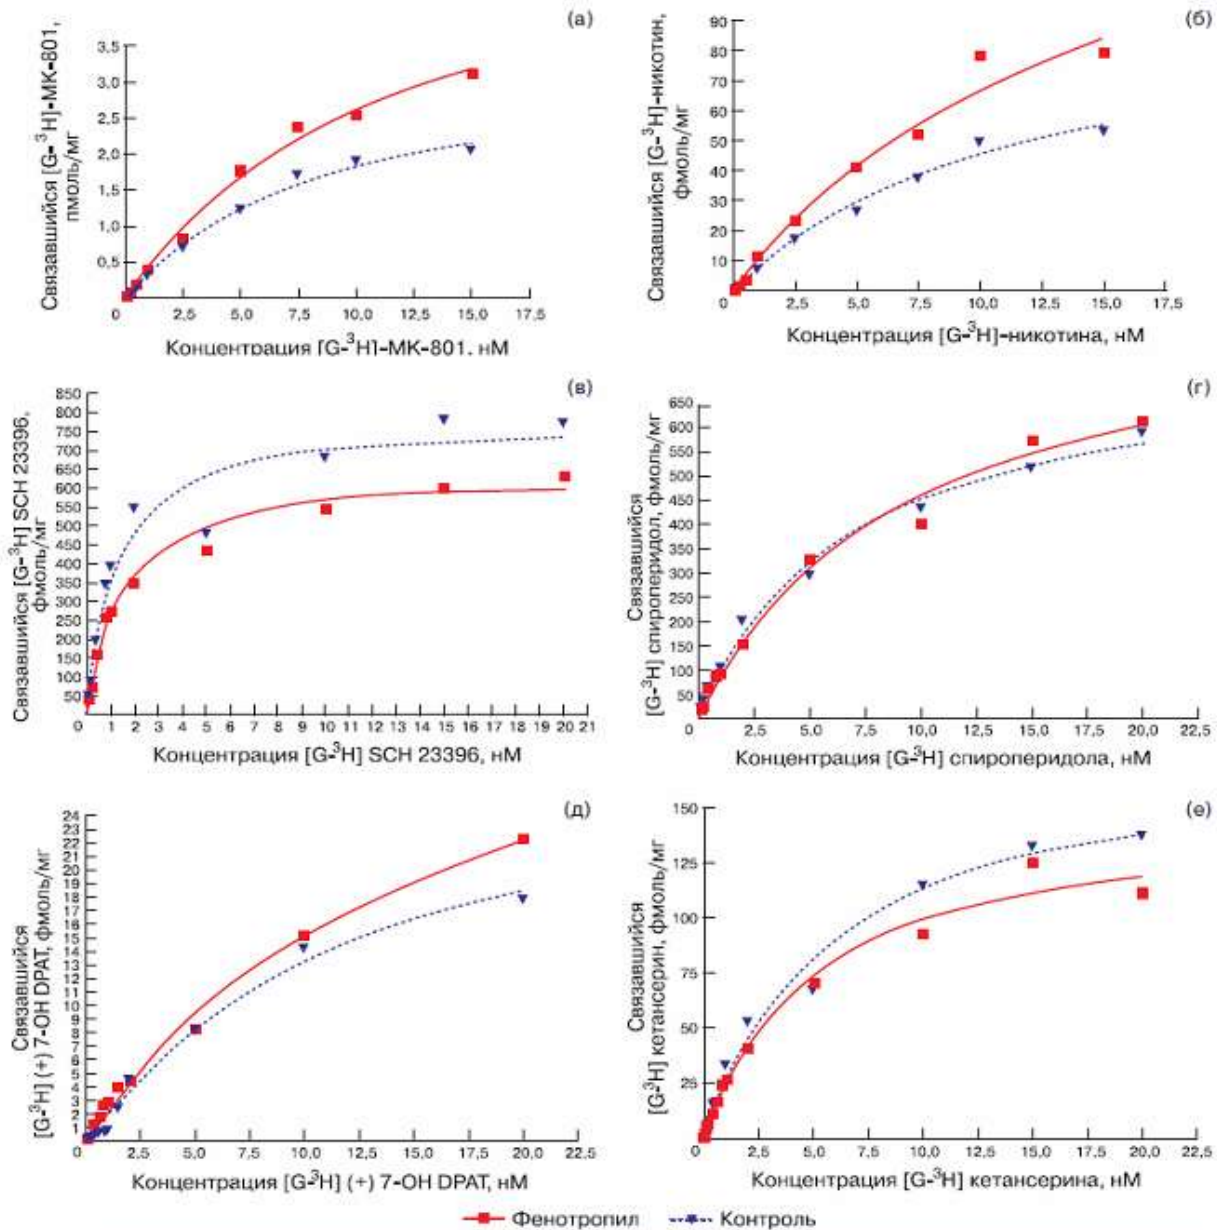 (а)
Связавшийся [G-³H]-МК-801,
пмоль/мг
3,5
3,0
2,5
2,0
1,5
1,0
0,5
0 2,5 5,0 7,5 10,0 12,5 15,0 17,5
Концентрация [G-³H]-МК-801, нМ
(б)
Связавшийся [G-³H]-никотин,
фмоль/мг
90
80
70
60
50
40
30
20
10
0 2,5 5,0 7,5 10,0 12,5 15,0 17,5
Концентрация [G-³H]-никотина, нМ
(в)
Связавшийся [G-³H] SCH 23396,
фмоль/мг
850
800
750
700
650
600
550
500
450
400
350
300
250
200
150
100
50
0 1 2 3 4 5 6 7 8 9 10 11 12 13 14 15 16 17 18 19 20 21
Концентрация [G-³H] SCH 23396, нМ
(г)
Связавшийся
[G-³H] спироперидол, фмоль/мг
650
600
550
500
450
400
350
300
250
200
150
100
50
0 2,5 5,0 7,5 10,0 12,5 15,0 17,5 20,0 22,5
Концентрация [G-³H] спироперидола, нМ
(д)
Связавшийся
[G-³H] (+) 7-OH DPAT, фмоль/мг
24
23
22
21
20
19
18
17
16
15
14
13
12
11
10
9
8
7
6
5
4
3
2
1
0 2,5 5,0 7,5 10,0 12,5 15,0 17,5 20,0 22,5
Концентрация [G-³H] (+) 7-OH DPAT, нМ
(е)
Связавшийся
[G-³H] кетансерин, фмоль/мг
150
125
100
75
50
25
0 2,5 5,0 7,5 10,0 12,5 15,0 17,5 20,0 22,5
Концентрация [G-³H] кетансерина, нМ
Фенотропил Контроль